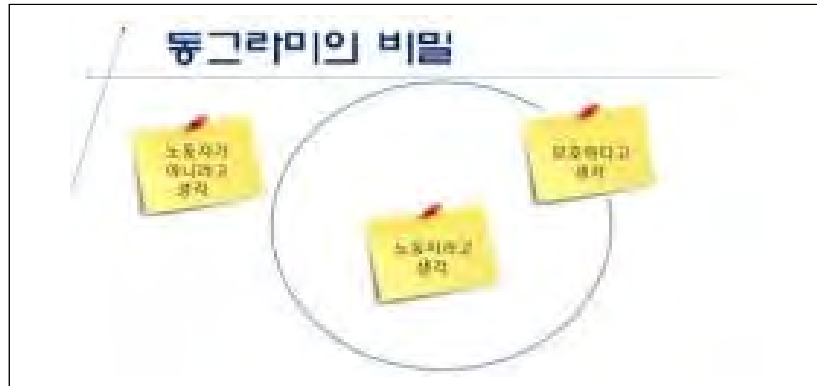 동그라미의 비밀
노동자가
아니라고
생각
모호하다고
생각
노동자라고
생각